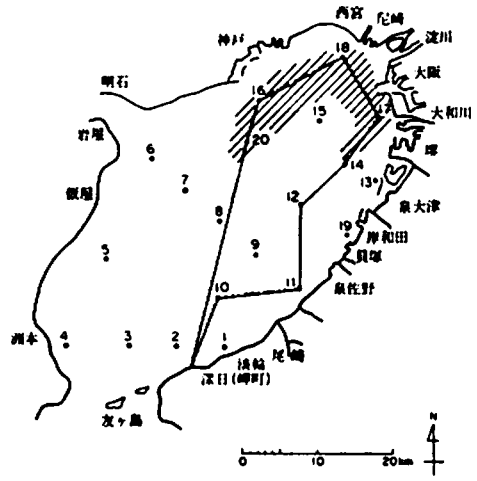 西宮
尼崎
神戸
淀川
18
大阪
明石
16
15
17
大和川
岩屋
20
堺
6
14
仮屋
7
13
12
泉大津
8
19
岸和田
5
9
貝塚
10
11
泉佐野
洲本
4
3
2
1
尾崎
淡輪
深日(岬町)
友ヶ島
N
0
10
20km